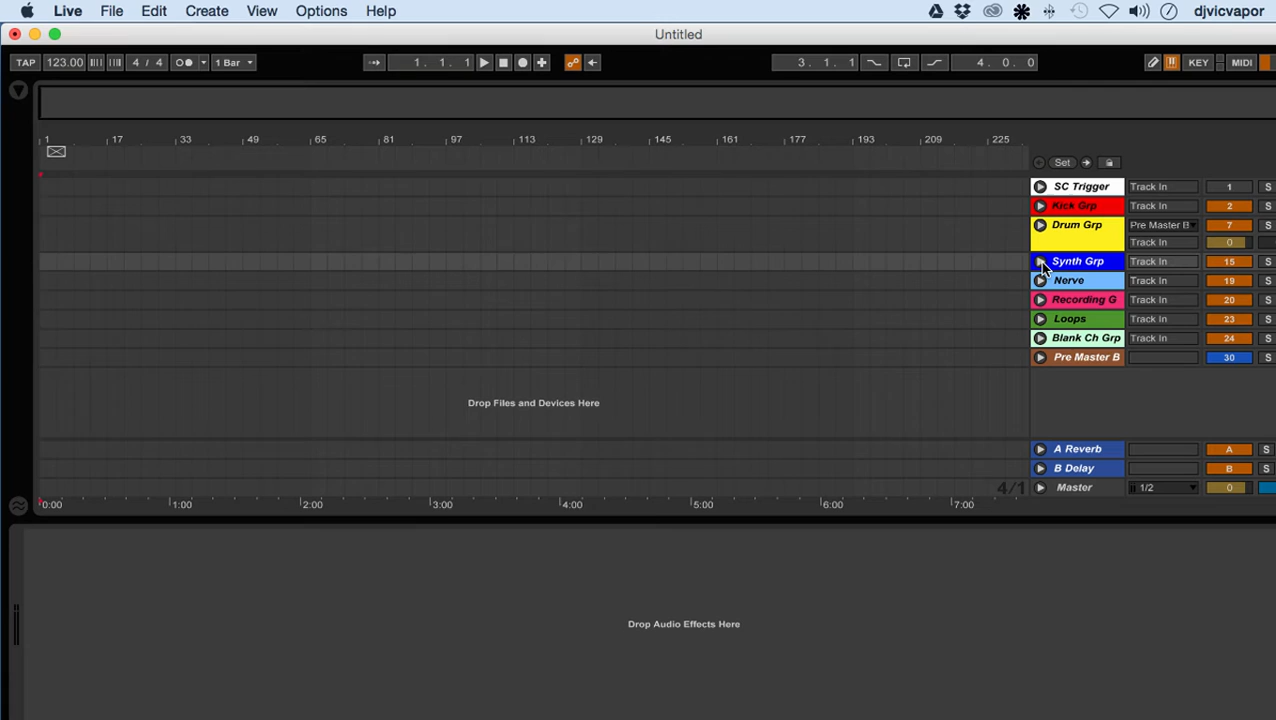 Live File Edit Create View Options Help djvicvapor
Untitled
TAP 123.00 4 / 4 1 Bar 1. 1. 1 3. 1. 1 4. 0. 0 KEY MIDI
1 17 33 49 65 81 97 113 129 145 161 177 193 209 225
Set
SC Trigger Track In 1 S
Kick Grp Track In 2 S
Drum Grp Pre Master B 7 S
Track In 0
Synth Grp Track In 15 S
Nerve Track In 19 S
Recording G Track In 20 S
Loops Track In 23 S
Blank Ch Grp Track In 24 S
Pre Master B 30 S
Drop Files and Devices Here
A Reverb A S
B Delay B S
4/1 Master 1/2 0
0:00 1:00 2:00 3:00 4:00 5:00 6:00 7:00
Drop Audio Effects Here